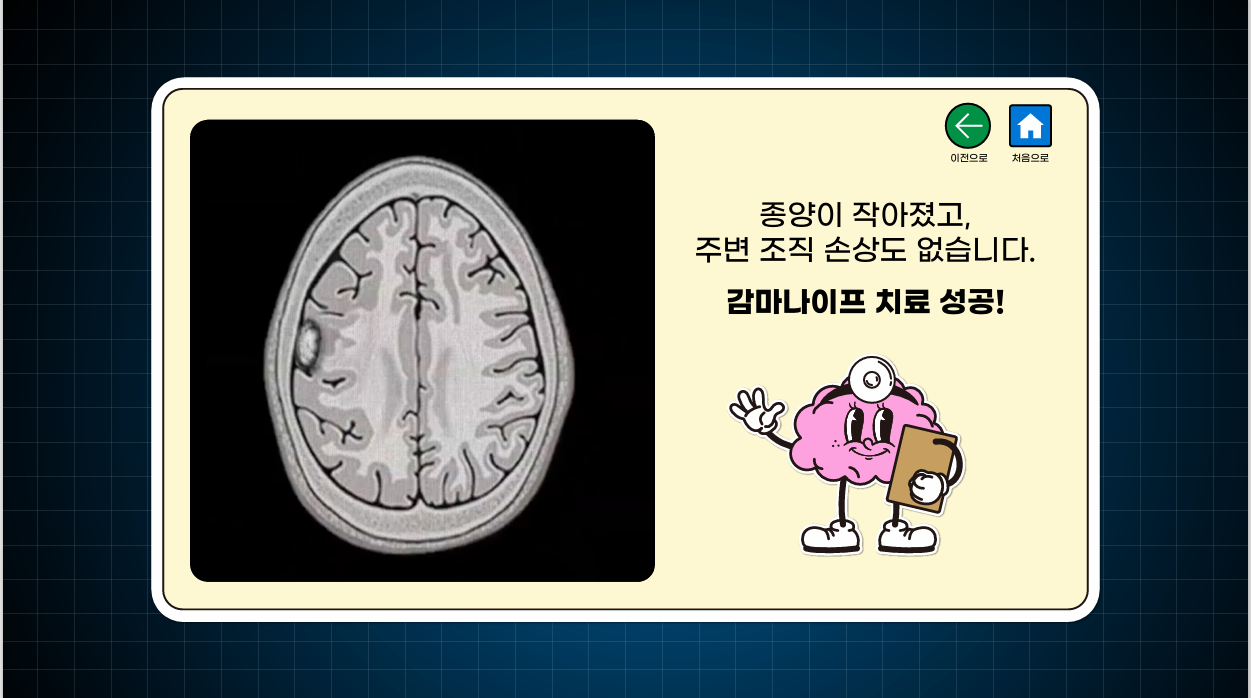 이전으로
처음으로
종양이 작아졌고,
주변 조직 손상도 없습니다.
감마나이프 치료 성공!